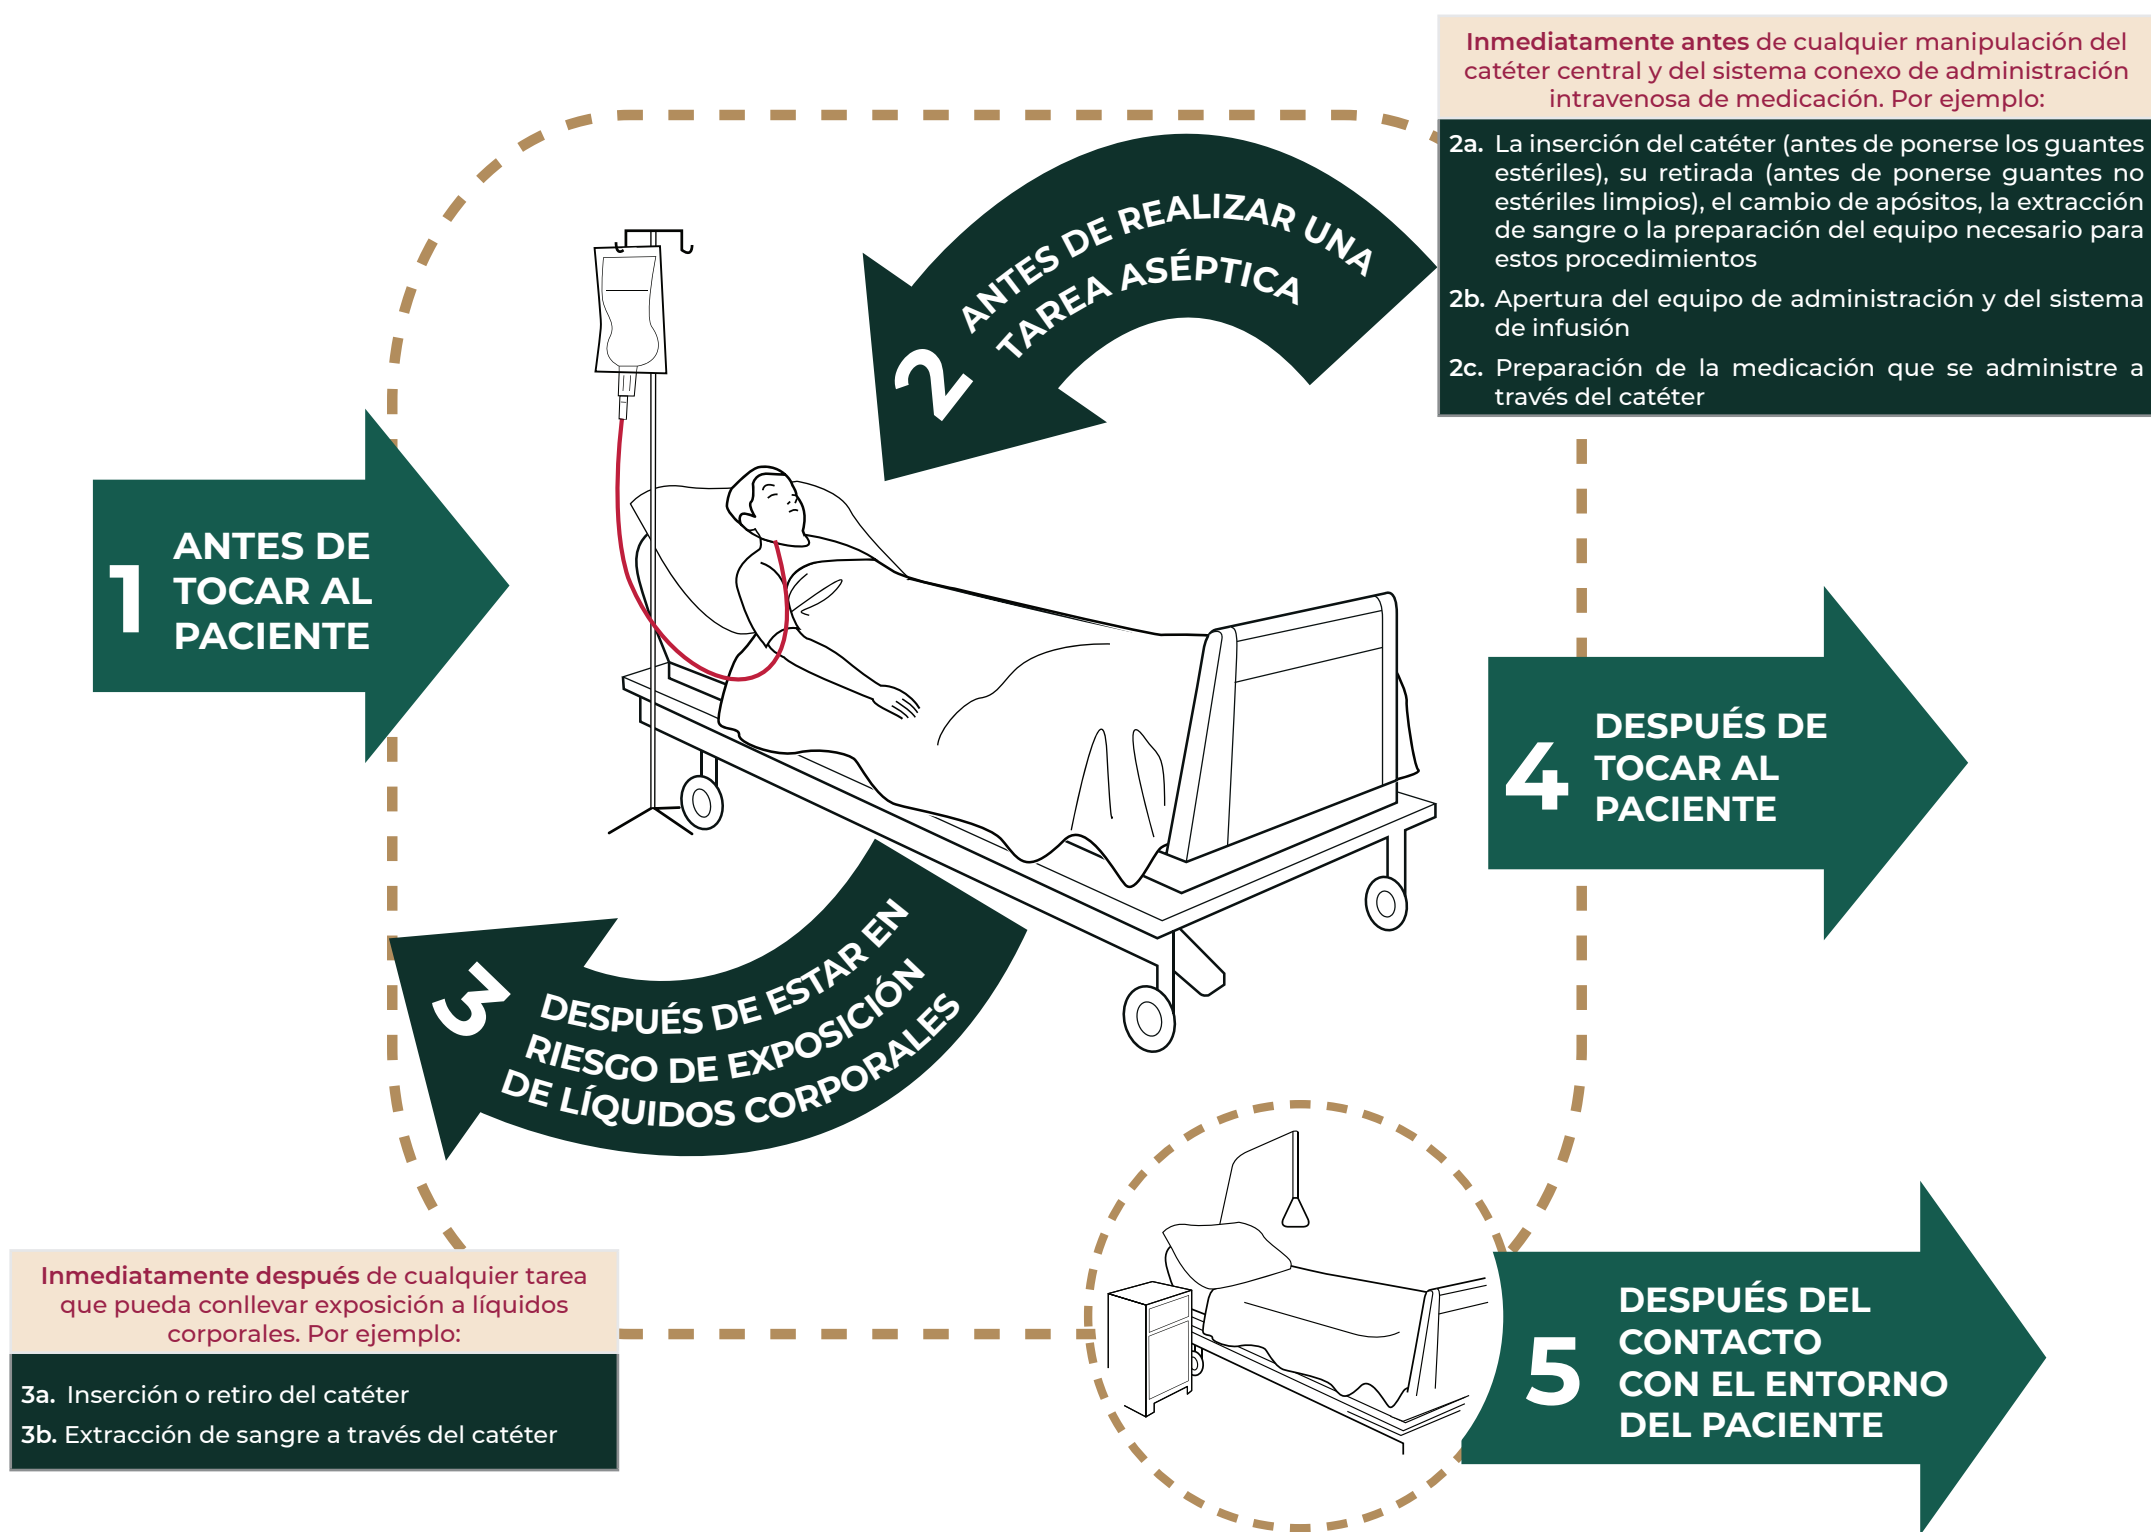 Inmediatamente antes de cualquier manipulación del
catéter central y del sistema conexo de administración
intravenosa de medicación. Por ejemplo:
2a. La inserción del catéter (antes de ponerse los guantes
estériles), su retirada (antes de ponerse guantes no
estériles limpios), el cambio de apósitos, la extracción
de sangre o la preparación del equipo necesario para
estos procedimientos
2b. Apertura del equipo de administración y del sistema
de infusión
2c. Preparación de la medicación que se administre a
través del catéter
2
ANTES DE REALIZAR UNA
TAREA ASÉPTICA
1
ANTES DE
TOCAR AL
PACIENTE
4
DESPUÉS DE
TOCAR AL
PACIENTE
3
DESPUÉS DE ESTAR EN
RIESGO DE EXPOSICIÓN
DE LÍQUIDOS CORPORALES
Inmediatamente después de cualquier tarea
que pueda conllevar exposición a líquidos
corporales. Por ejemplo:
3a. Inserción o retiro del catéter
3b. Extracción de sangre a través del catéter
5
DESPUÉS DEL
CONTACTO
CON EL ENTORNO
DEL PACIENTE